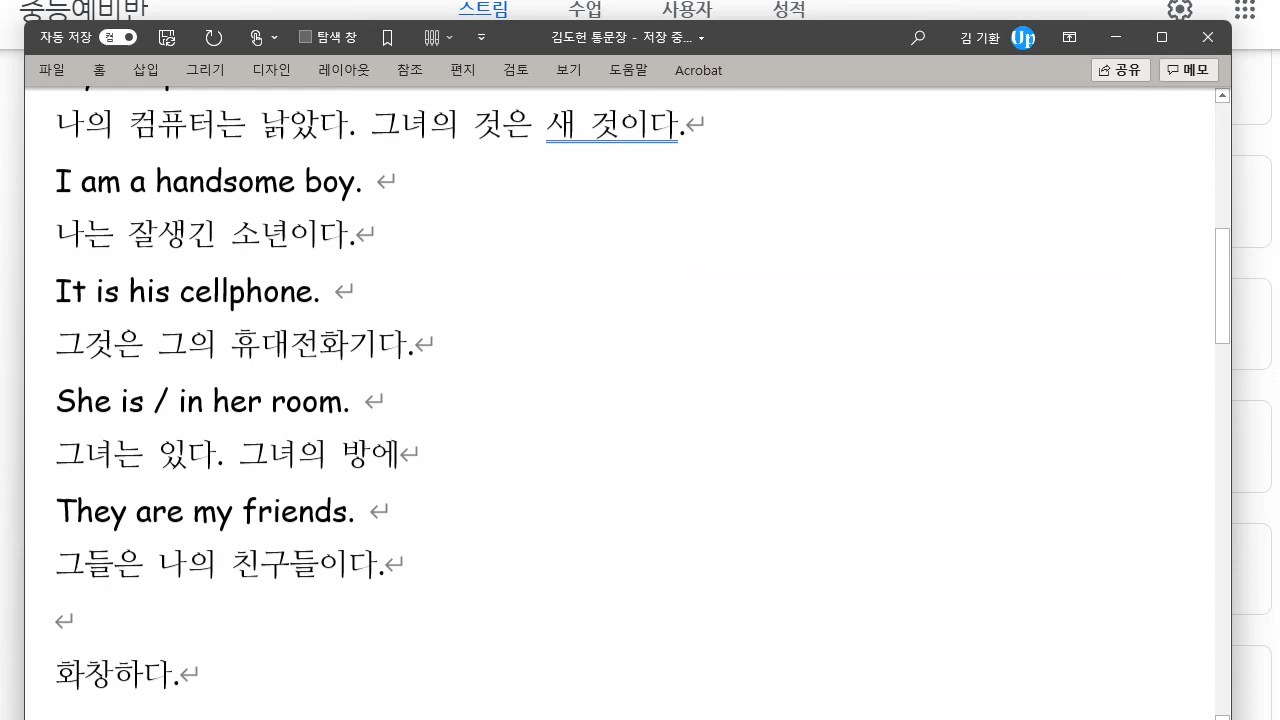 중등예비반
스트림 수업 사용자 성적
자동 저장 컴 탐색 창 김도헌 통문장 - 저장 중... 김 기환 Up
파일 홈 삽입 그리기 디자인 레이아웃 참조 편지 검토 보기 도움말 Acrobat 공유 메모
나의 컴퓨터는 낡았다. 그녀의 것은 새 것이다.
I am a handsome boy.
나는 잘생긴 소년이다.
It is his cellphone.
그것은 그의 휴대전화기다.
She is / in her room.
그녀는 있다. 그녀의 방에
They are my friends.
그들은 나의 친구들이다.
화창하다.